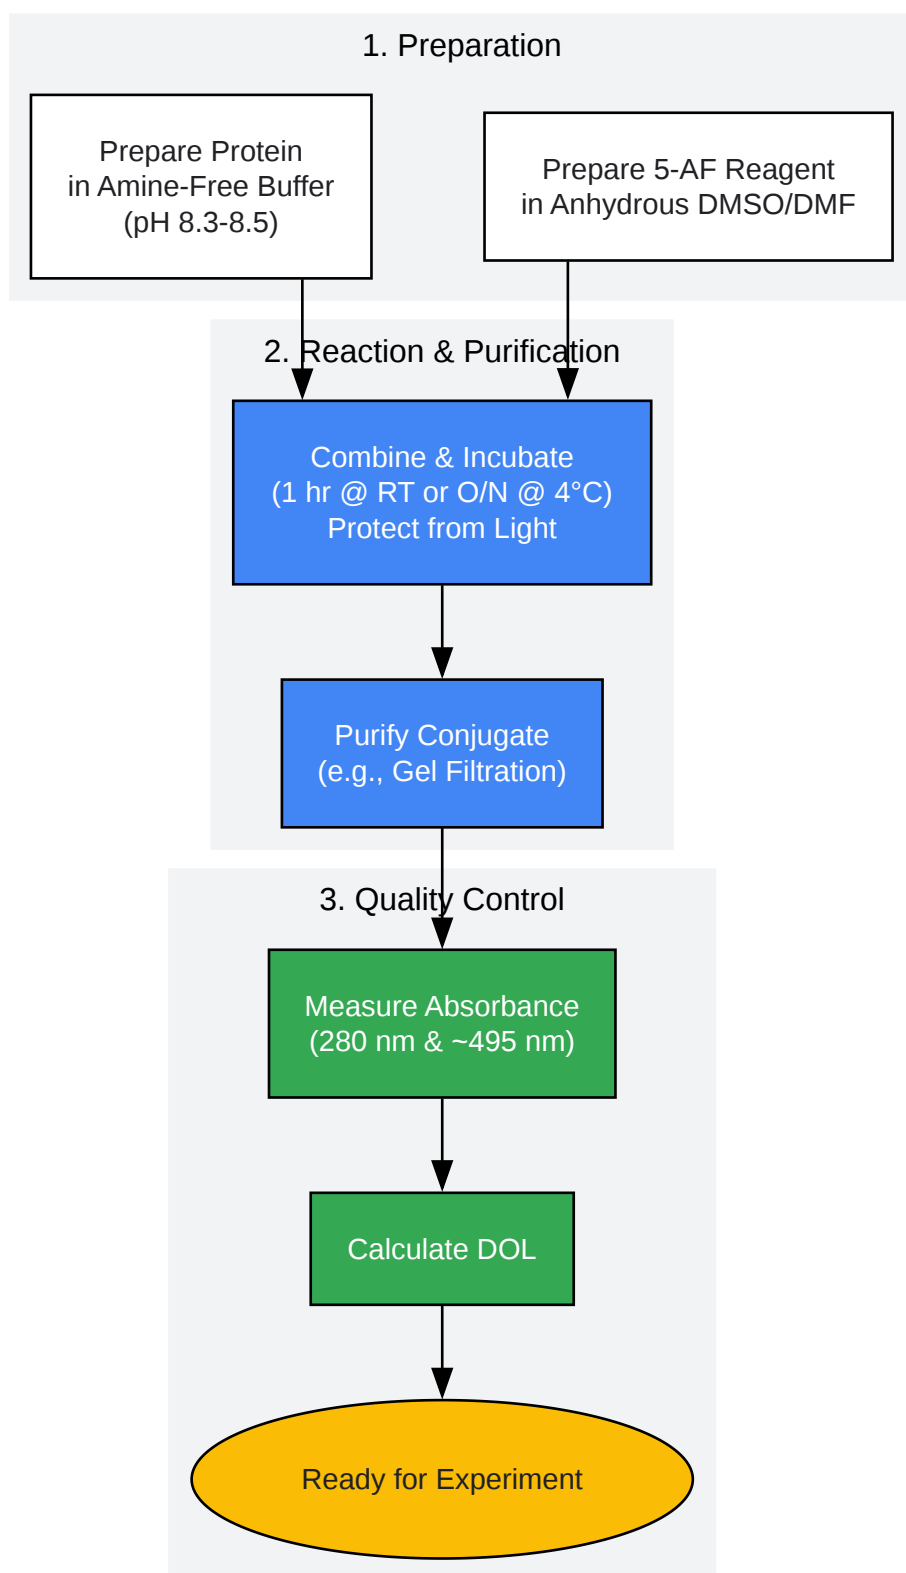 1. Preparation
Prepare Protein
in Amine-Free Buffer
(pH 8.3-8.5)
Prepare 5-AF Reagent
in Anhydrous DMSO/DMF
2. Reaction & Purification
Combine & Incubate
(1 hr @ RT or O/N @ 4°C)
Protect from Light
Purify Conjugate
(e.g., Gel Filtration)
3. Quality Control
Measure Absorbance
(280 nm & ~495 nm)
Calculate DOL
Ready for Experiment